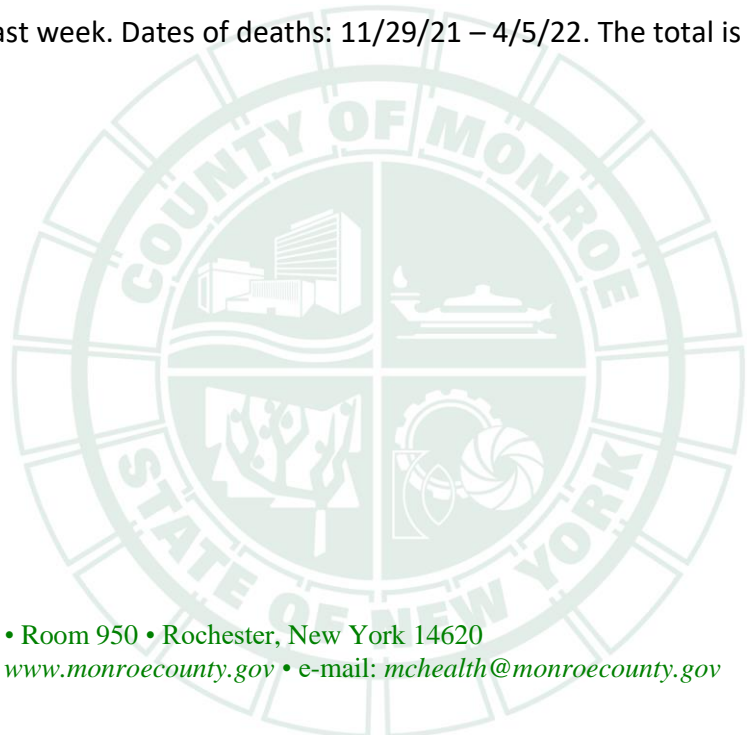 ast week. Dates of deaths: 11/29/21 – 4/5/22. The total is
COUNTY OF MONROE
STATE OF NEW YORK
• Room 950 • Rochester, New York 14620
www.monroecounty.gov • e-mail: mchealth@monroecounty.gov